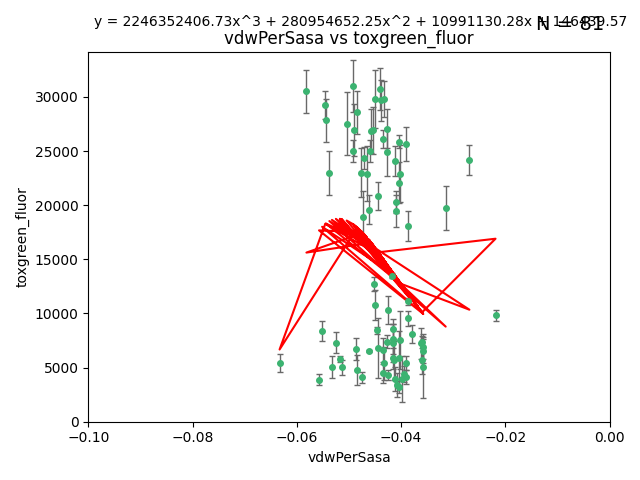 y = 2246352406.73x^3 + 280954652.25x^2 + 10991130.28x + 146439.57
N = 81
vdwPerSasa vs toxgreen_fluor
toxgreen_fluor
30000
25000
20000
15000
10000
5000
0
−0.10
−0.08
−0.06
−0.04
−0.02
0.00
vdwPerSasa